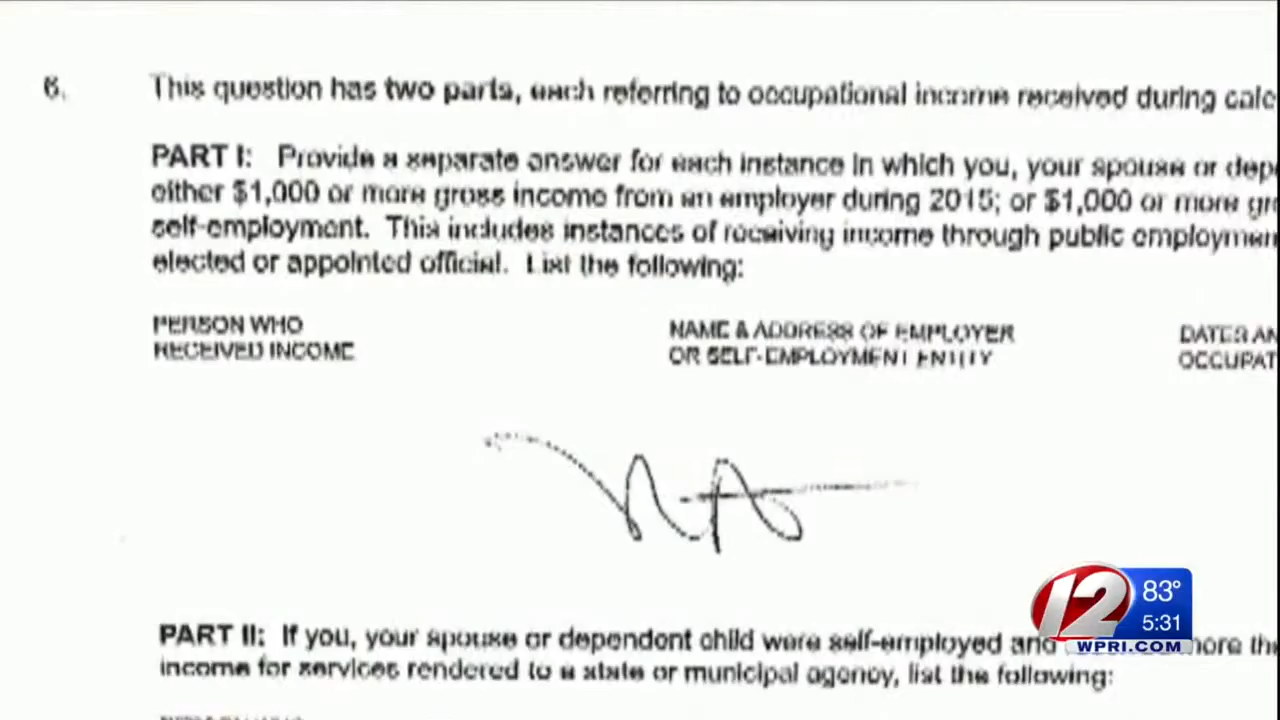 6. This question has two parts, each referring to occupational income received during calc
PART I: Provide a separate answer for each instance in which you, your spouse or dep
either $1,000 or more gross income from an employer during 2015; or $1,000 or more gr
self-employment. This includes instances of receiving income through public employmen
elected or appointed official. List the following:
PERSON WHO
RECEIVED INCOME
NAME & ADDRESS OF EMPLOYER
OR SELF-EMPLOYMENT ENTITY
DATES AN
OCCUPAT
NA
PART II: If you, your spouse or dependent child were self-employed and more tha
income for services rendered to a state or municipal agency, list the following:
12
83°
5:31
WPRI.COM